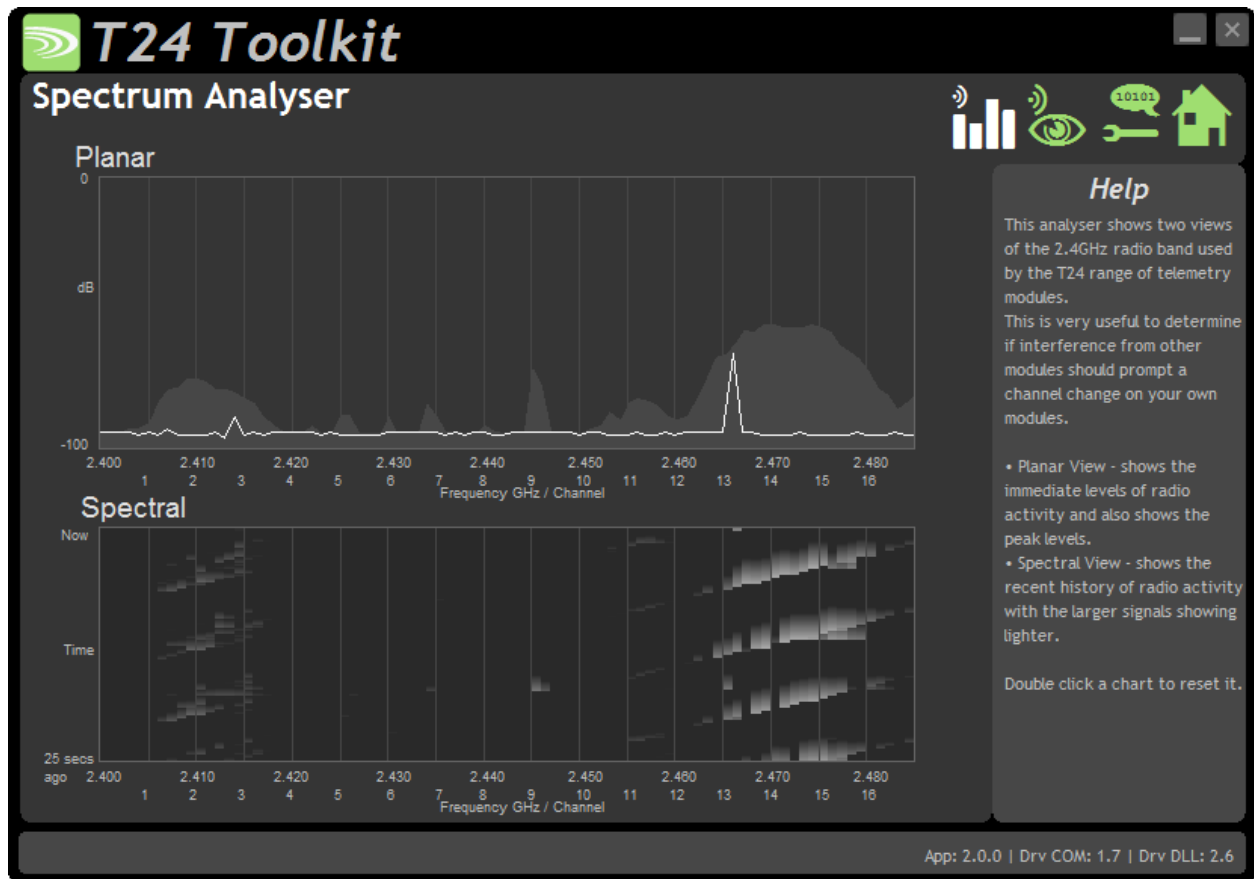 T24 Toolkit
Spectrum Analyser
10101
Planar
0
dB
-100
2.400 2.410 2.420 2.430 2.440 2.450 2.460 2.470 2.480
1 2 3 4 5 6 7 8 9 10 11 12 13 14 15 16
Frequency GHz / Channel
Spectral
Now
Time
25 secs
ago 2.400 2.410 2.420 2.430 2.440 2.450 2.460 2.470 2.480
1 2 3 4 5 6 7 8 9 10 11 12 13 14 15 16
Frequency GHz / Channel
Help
This analyser shows two views
of the 2.4GHz radio band used
by the T24 range of telemetry
modules.
This is very useful to determine
if interference from other
modules should prompt a
channel change on your own
modules.
• Planar View - shows the
immediate levels of radio
activity and also shows the
peak levels.
• Spectral View - shows the
recent history of radio activity
with the larger signals showing
lighter.
Double click a chart to reset it.
App: 2.0.0 | Drv COM: 1.7 | Drv DLL: 2.6